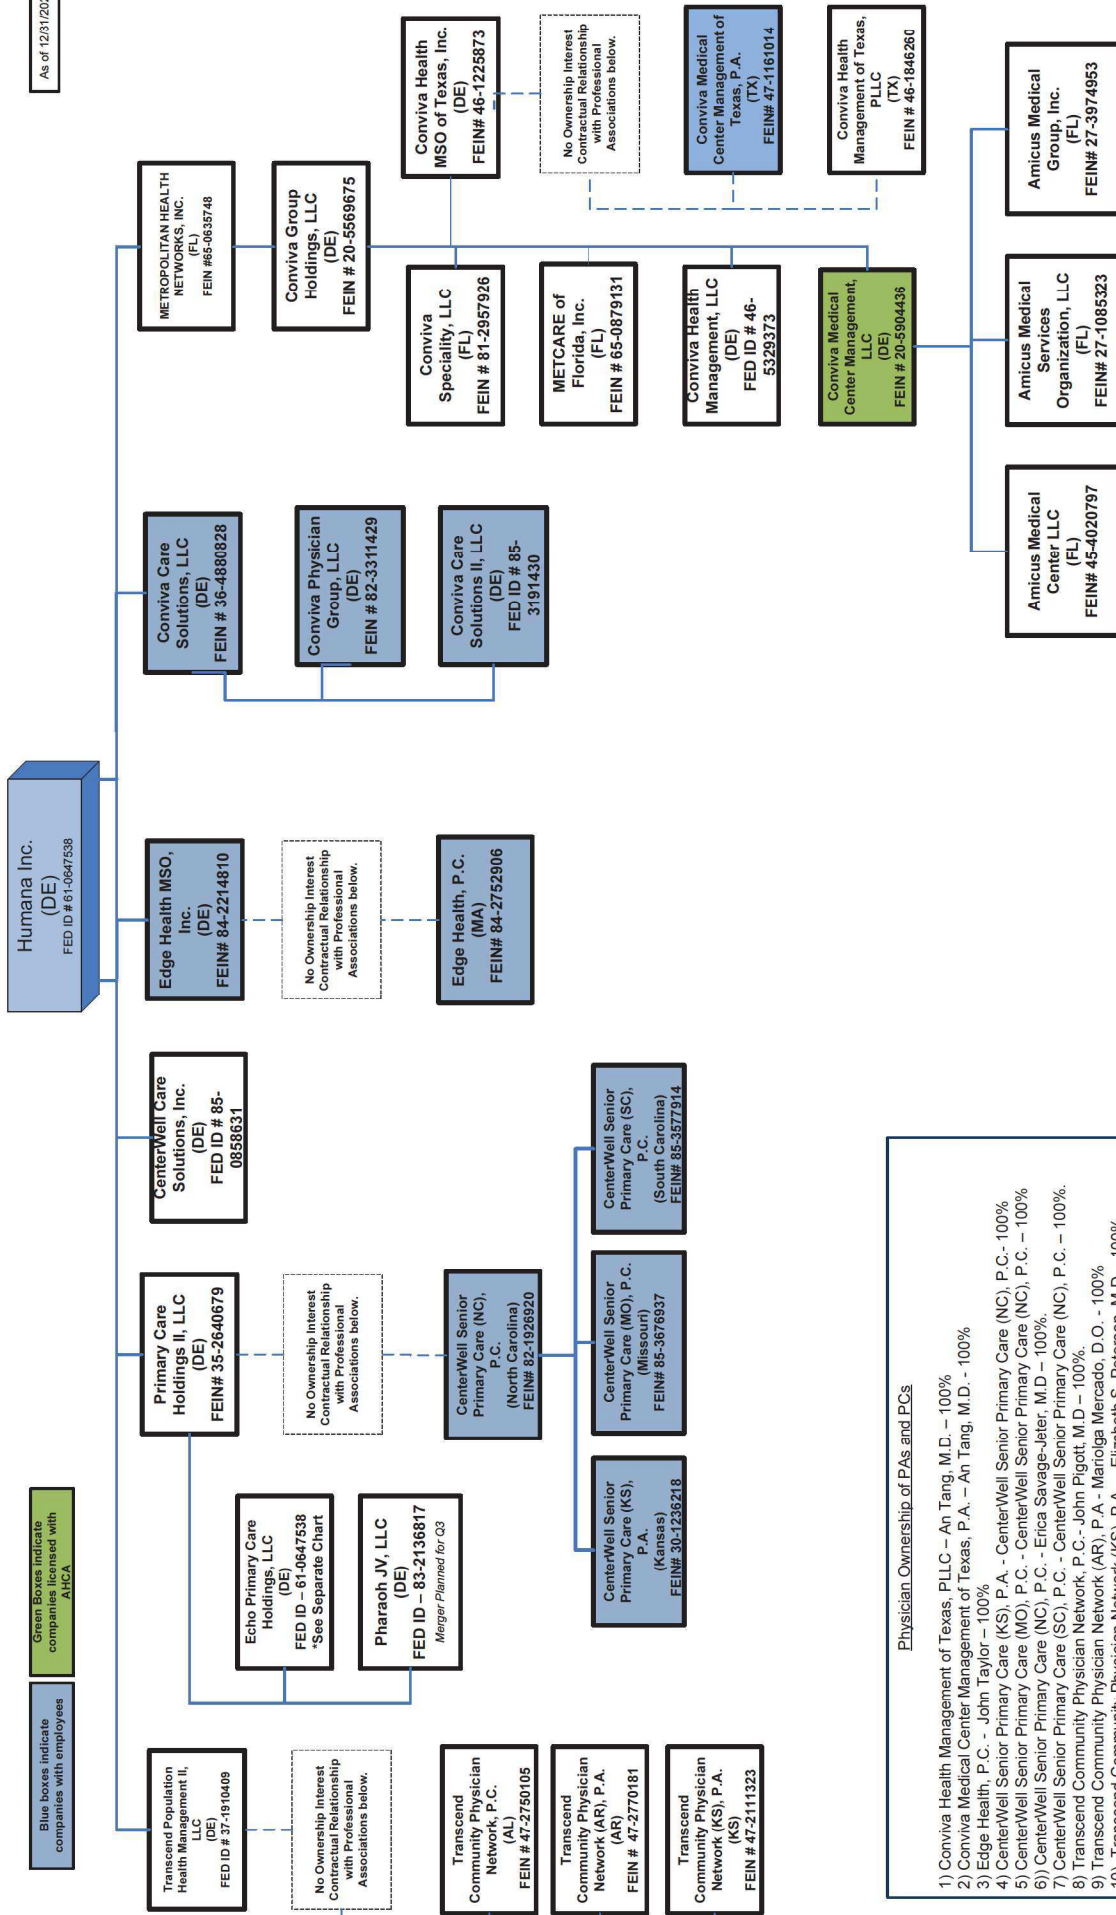 As of 12/31/202
Humana Inc.
(DE)
FED ID # 61-0647538
Blue boxes indicate
companies with employees
Green Boxes indicate
companies licensed with
AHCA
Transcend Population
Health Management II,
LLC
(DE)
FED ID # 37-1910409
No Ownership Interest
Contractual Relationship
with Professional
Associations below.
Transcend
Community Physician
Network, P.C.
(AL)
FEIN # 47-2750105
Transcend
Community Physician
Network (AR), P.A.
(AR)
FEIN # 47-2770181
Transcend
Community Physician
Network (KS), P.A.
(KS)
FEIN # 47-2111323
Primary Care
Holdings II, LLC
(DE)
FEIN# 35-2640679
Echo Primary Care
Holdings, LLC
(DE)
FED ID – 61-0647538
*See Separate Chart
Pharaoh JV, LLC
(DE)
FED ID – 83-2136817
Merger Planned for Q3
No Ownership Interest
Contractual Relationship
with Professional
Associations below.
CenterWell Senior
Primary Care (NC),
P.C.
(North Carolina)
FEIN# 82-1926920
CenterWell Senior
Primary Care (KS),
P.A.
(Kansas)
FEIN# 30-1236218
CenterWell Senior
Primary Care (MO), P.C.
(Missouri)
FEIN# 85-3676937
CenterWell Senior
Primary Care (SC),
P.C.
(South Carolina)
FEIN# 85-3577914
CenterWell Care
Solutions, Inc.
(DE)
FED ID # 85-
0858631
Edge Health MSO,
Inc.
(DE)
FEIN# 84-2214810
No Ownership Interest
Contractual Relationship
with Professional
Associations below.
Edge Health, P.C.
(MA)
FEIN# 84-2752906
Conviva Care
Solutions, LLC
(DE)
FEIN # 36-4880828
Conviva Physician
Group, LLC
(DE)
FEIN # 82-3311429
Conviva Care
Solutions II, LLC
(DE)
FED ID # 85-
3191430
METROPOLITAN HEALTH
NETWORKS, INC.
(FL)
FEIN #65-0635748
Conviva Group
Holdings, LLC
(DE)
FEIN # 20-5569675
Conviva
Speciality, LLC
(FL)
FEIN # 81-2957926
METCARE of
Florida, Inc.
(FL)
FEIN # 65-0879131
Conviva Health
Management, LLC
(DE)
FED ID # 46-
5329373
Conviva Medical
Center Management,
LLC
(DE)
FEIN # 20-5904436
Conviva Health
MSO of Texas, Inc.
(DE)
FEIN# 46-1225873
No Ownership Interest
Contractual Relationship
with Professional
Associations below.
Conviva Medical
Center Management of
Texas, P.A.
(TX)
FEIN# 47-1161014
Conviva Health
Management of Texas,
PLLC
(TX)
FEIN # 46-1846260
Amicus Medical
Center LLC
(FL)
FEIN# 45-4020797
Amicus Medical
Services
Organization, LLC
(FL)
FEIN# 27-1085323
Amicus Medical
Group, Inc.
(FL)
FEIN# 27-3974953
Physician Ownership of PAs and PCs
1) Conviva Health Management of Texas, PLLC – An Tang, M.D. – 100%
2) Conviva Medical Center Management of Texas, P.A. – An Tang, M.D. - 100%
3) Edge Health, P.C. - John Taylor – 100%
4) CenterWell Senior Primary Care (KS), P.A. - CenterWell Senior Primary Care (NC), P.C.- 100%
5) CenterWell Senior Primary Care (MO), P.C. - CenterWell Senior Primary Care (NC), P.C. – 100%
6)) CenterWell Senior Primary Care (NC), P.C. - Erica Savage-Jeter, M.D – 100%.
7) CenterWell Senior Primary Care (SC), P.C. - CenterWell Senior Primary Care (NC), P.C. – 100%.
8) Transcend Community Physician Network, P.C.- John Pigott, M.D – 100%.
9) Transcend Community Physician Network (AR), P.A - Mariolga Mercado, D.O. - 100%
10) Transcend Community Physician Network (KS), P.A. – Elizabeth S. Peterson, M.D. – 100%